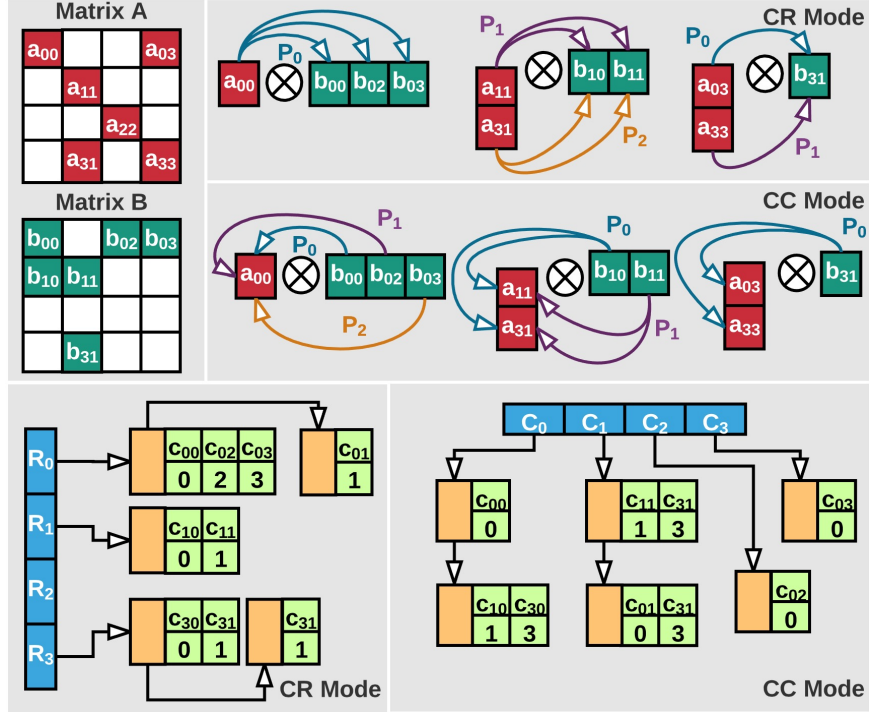 Matrix A
a00 a03
a11
a22
a31 a33
Matrix B
b00 b02 b03
b10 b11
b31
CR Mode
P0
a00 b00 b02 b03
P1
a11 a31 b10 b11
P2
P0
a03 a33 b31
P1
CC Mode
P1
P0
a00 b00 b02 b03
P2
P0
a11 a31 b10 b11
P1
P0
a03 a33 b31
R0
R1
R2
R3
c00 c02 c03
0 2 3
c01
1
c10 c11
0 1
c30 c31
0 1
c31
1
CR Mode
C0 C1 C2 C3
c00
0
c11 c31
1 3
c03
0
c10 c30
1 3
c01 c31
0 3
c02
0
CC Mode